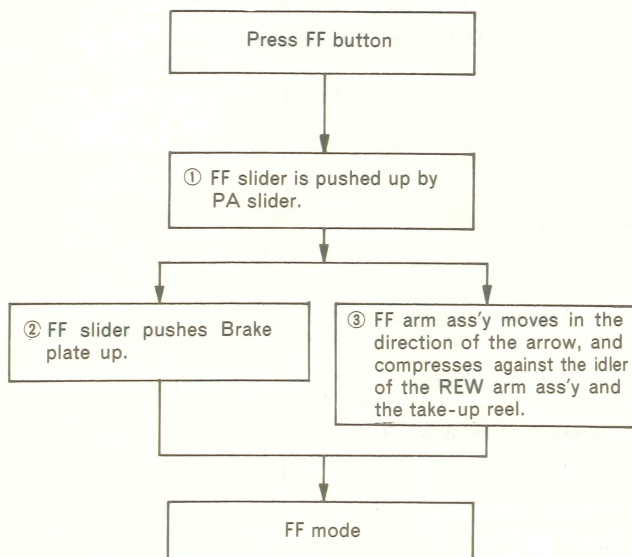 Press FF button
① FF slider is pushed up by
PA slider.
② FF slider pushes Brake
plate up.
③ FF arm ass'y moves in the
direction of the arrow, and
compresses against the idler
of the REW arm ass'y and
the take-up reel.
FF mode